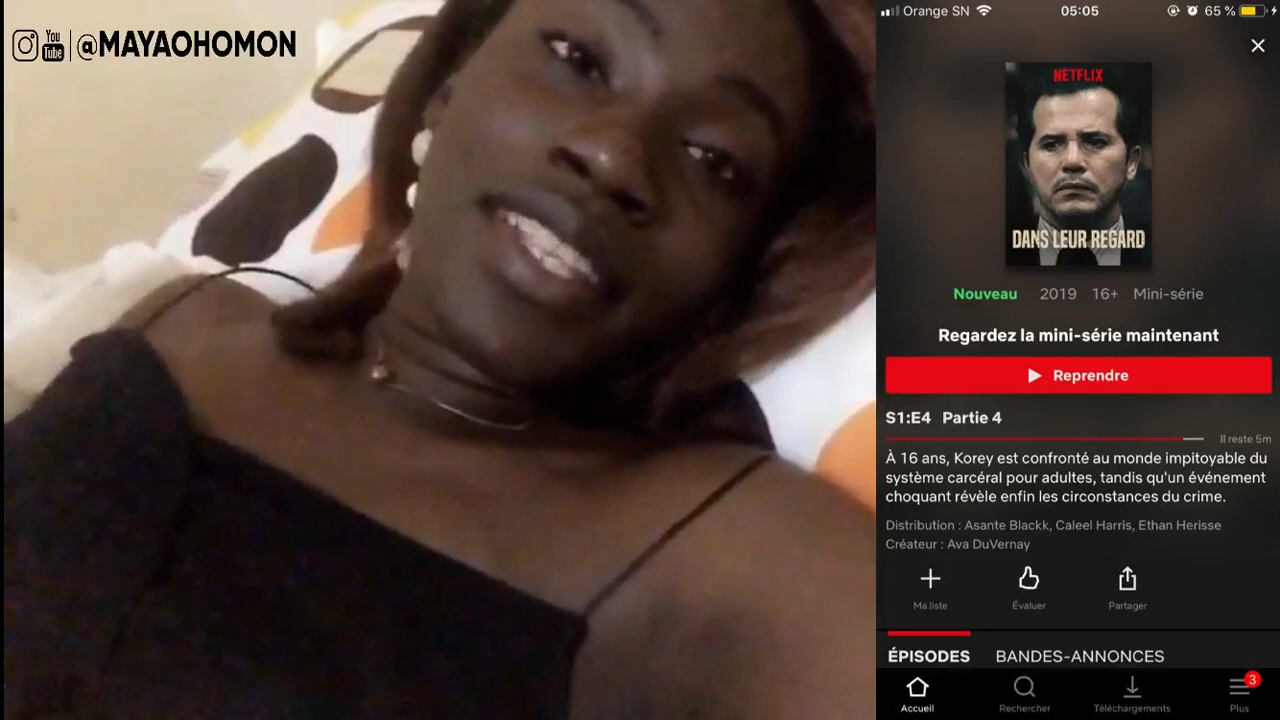 You
Tube
@MAYAOHOMON
Orange SN
05:05
65 %
NETFLIX
DANS LEUR REGARD
Nouveau 2019 16+ Mini-série
Regardez la mini-série maintenant
Reprendre
S1:E4 Partie 4
Il reste 5m
À 16 ans, Korey est confronté au monde impitoyable du
système carcéral pour adultes, tandis qu'un événement
choquant révèle enfin les circonstances du crime.
Distribution : Asante Blackk, Caleel Harris, Ethan Herisse
Créateur : Ava DuVernay
Ma liste Évaluer Partager
ÉPISODES BANDES-ANNONCES
3
Accueil Rechercher Téléchargements Plus